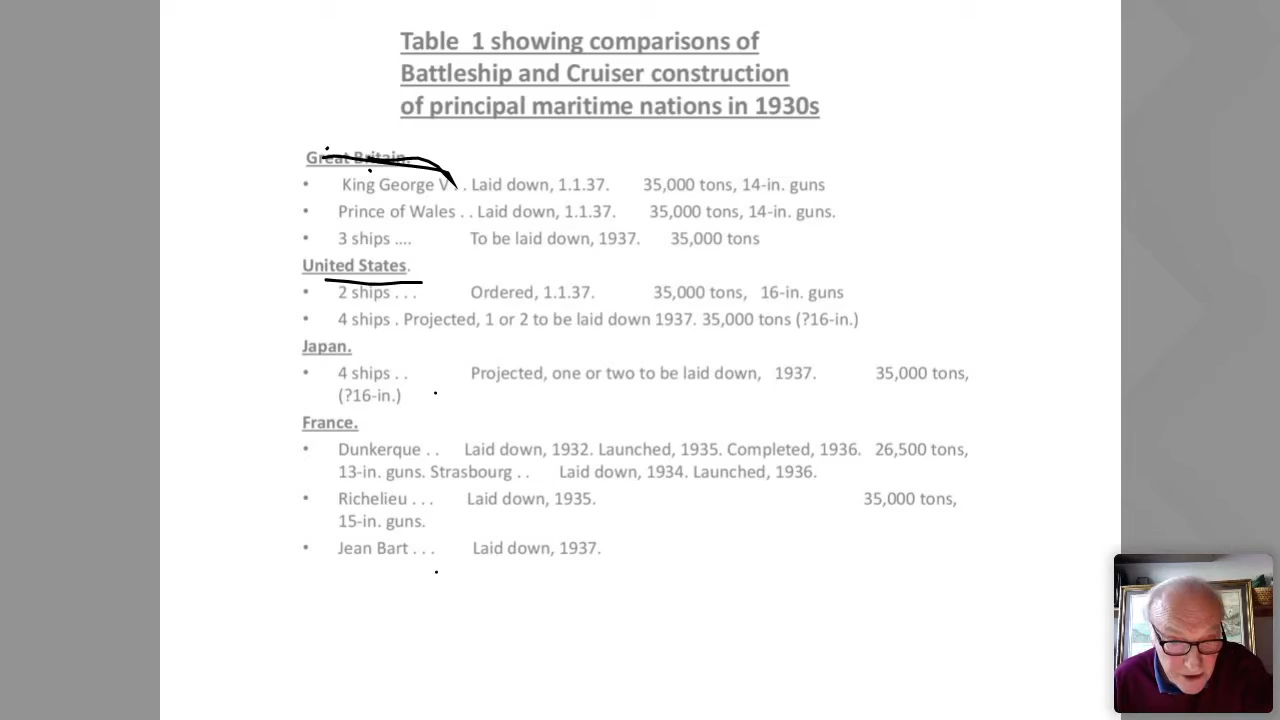 Table 1 showing comparisons of
Battleship and Cruiser construction
of principal maritime nations in 1930s
Great Britain.
• King George V . . Laid down, 1.1.37. 35,000 tons, 14-in. guns
• Prince of Wales . . Laid down, 1.1.37. 35,000 tons, 14-in. guns.
• 3 ships .... To be laid down, 1937. 35,000 tons
United States.
• 2 ships . . . Ordered, 1.1.37. 35,000 tons, 16-in. guns
• 4 ships . Projected, 1 or 2 to be laid down 1937. 35,000 tons (?16-in.)
Japan.
• 4 ships . . Projected, one or two to be laid down, 1937. 35,000 tons,
(?16-in.)
France.
• Dunkerque . . Laid down, 1932. Launched, 1935. Completed, 1936. 26,500 tons,
13-in. guns. Strasbourg . . Laid down, 1934. Launched, 1936.
• Richelieu . . . Laid down, 1935. 35,000 tons,
15-in. guns.
• Jean Bart . . . Laid down, 1937.